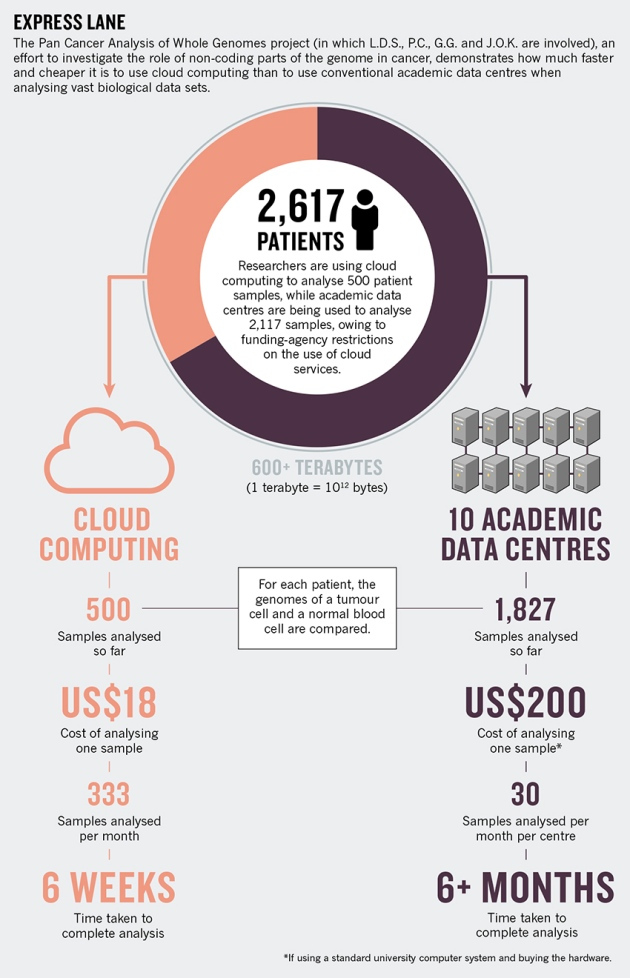 EXPRESS LANE
The Pan Cancer Analysis of Whole Genomes project (in which L.D.S., P.C., G.G. and J.O.K. are involved), an
effort to investigate the role of non-coding parts of the genome in cancer, demonstrates how much faster
and cheaper it is to use cloud computing than to use conventional academic data centres when
analysing vast biological data sets.
2,617
PATIENTS
Researchers are using cloud
computing to analyse 500 patient
samples, while academic data
centres are being used to analyse
2,117 samples, owing to
funding-agency restrictions
on the use of cloud
services.
600+ TERABYTES
(1 terabyte = 10¹² bytes)
CLOUD
COMPUTING
10 ACADEMIC
DATA CENTRES
For each patient, the
genomes of a tumour
cell and a normal blood
cell are compared.
500
Samples analysed
so far
1,827
Samples analysed
so far
US$18
Cost of analysing
one sample
US$200
Cost of analysing
one sample*
333
Samples analysed
per month
30
Samples analysed per
month per centre
6 WEEKS
Time taken to
complete analysis
6+ MONTHS
Time taken to
complete analysis
*If using a standard university computer system and buying the hardware.